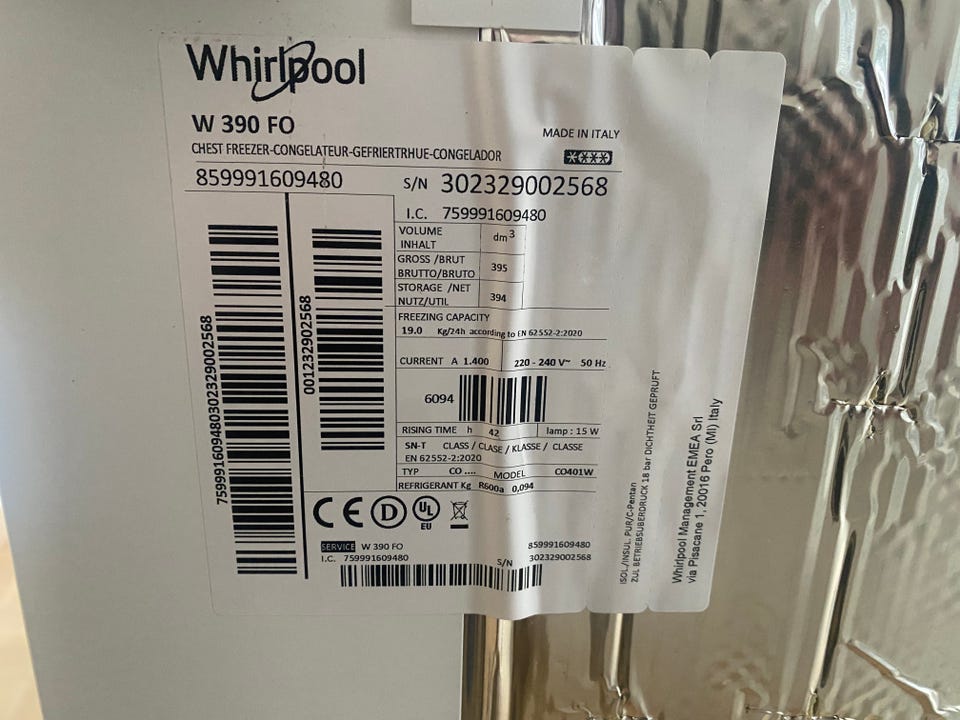 Whirlpool
W 390 FO
MADE IN ITALY
CHEST FREEZER-CONGELATEUR-GEFRIERTRHUE-CONGELADOR
859991609480 S/N 302329002568
I.C. 759991609480
VOLUME
INHALT dm3
GROSS /BRUT
BRUTTO/BRUTO 395
STORAGE /NET
NUTZ/UTIL 394
FREEZING CAPACITY
19.0 Kg/24h according to EN 62552-2:2020
CURRENT A 1.400 220 - 240 V~ 50 Hz
6094
RISING TIME h 42 lamp : 15 W
SN-T CLASS / CLASE / KLASSE / CLASSE
EN 62552-2:2020
TYP CO .... MODEL CO401W
REFRIGERANT Kg R600a 0,094
759991609480302329002568
001232902568
CE D UL
EU
SERVICE W 390 FO 859991609480
I.C. 759991609480 S/N 302329002568
ISOL./INSUL. PUR/C-Pentan
ZUL BETRIEBSUBERDRUCK 18 bar DICHTHEIT GEPRUFT
Whirlpool Management EMEA Srl
via Pisacane 1, 20016 Pero (MI) Italy